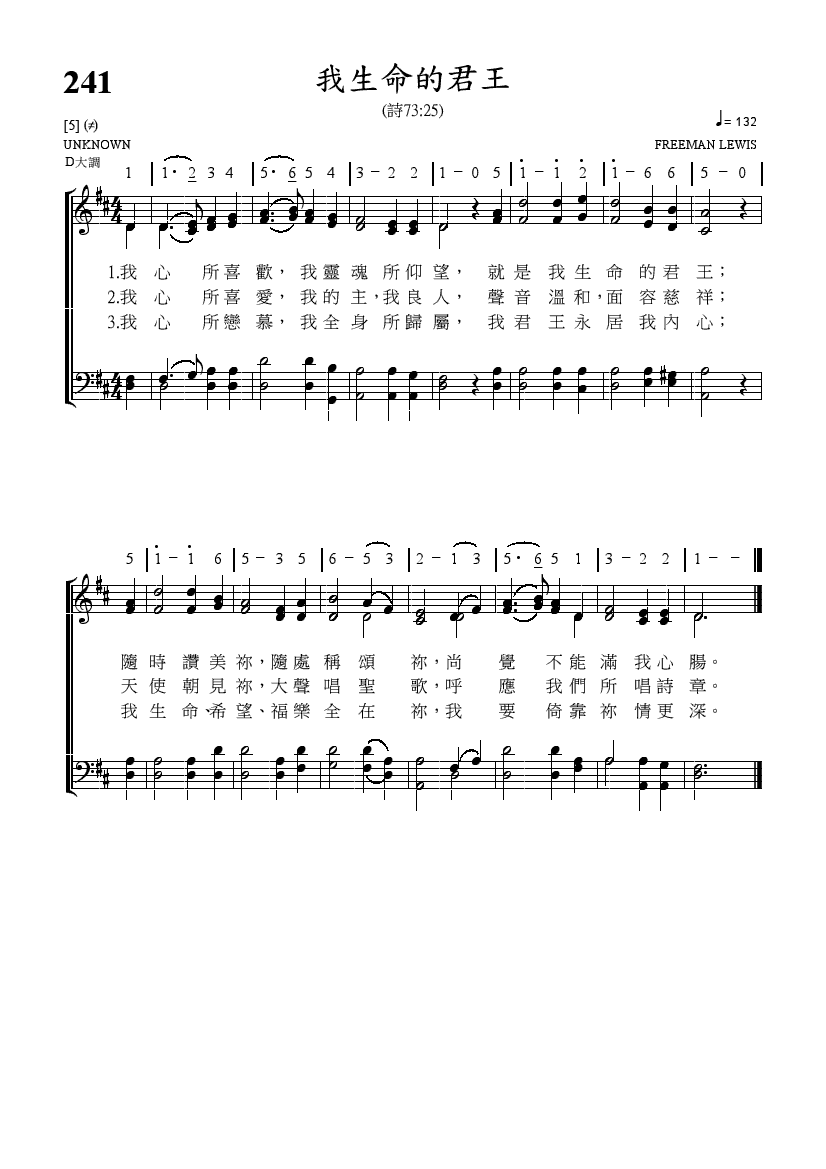 241
我生命的君王
(詩73:25)
[5] (≠)
♩= 132
UNKNOWN
FREEMAN LEWIS
D大調
1 | 1· 2 3 4 | 5· 6 5 4 | 3 – 2 2 | 1 – 0 5 | 1̇ – 1̇ 2̇ | 1̇ – 6 6 | 5 – 0 |
4 4
1.我 心 所喜歡，我靈魂所仰望，就是我生命的君王；
2.我 心 所喜愛，我的主，我良人，聲音溫和，面容慈祥；
3.我 心 所戀慕，我全身所歸屬，我君王永居我內心；
4 4
5 | 1̇ – 1̇ 6 | 5 – 3 5 | 6 – 5 3 | 2 – 1 3 | 5· 6 5 1 | 3 – 2 2 | 1 – –
隨時讚美祢，隨處稱頌 祢，尚 覺 不能滿我心腸。
天使朝見祢，大聲唱聖 歌，呼 應 我們所唱詩章。
我生命、希望、福樂全在 祢，我 要 倚靠祢情更深。